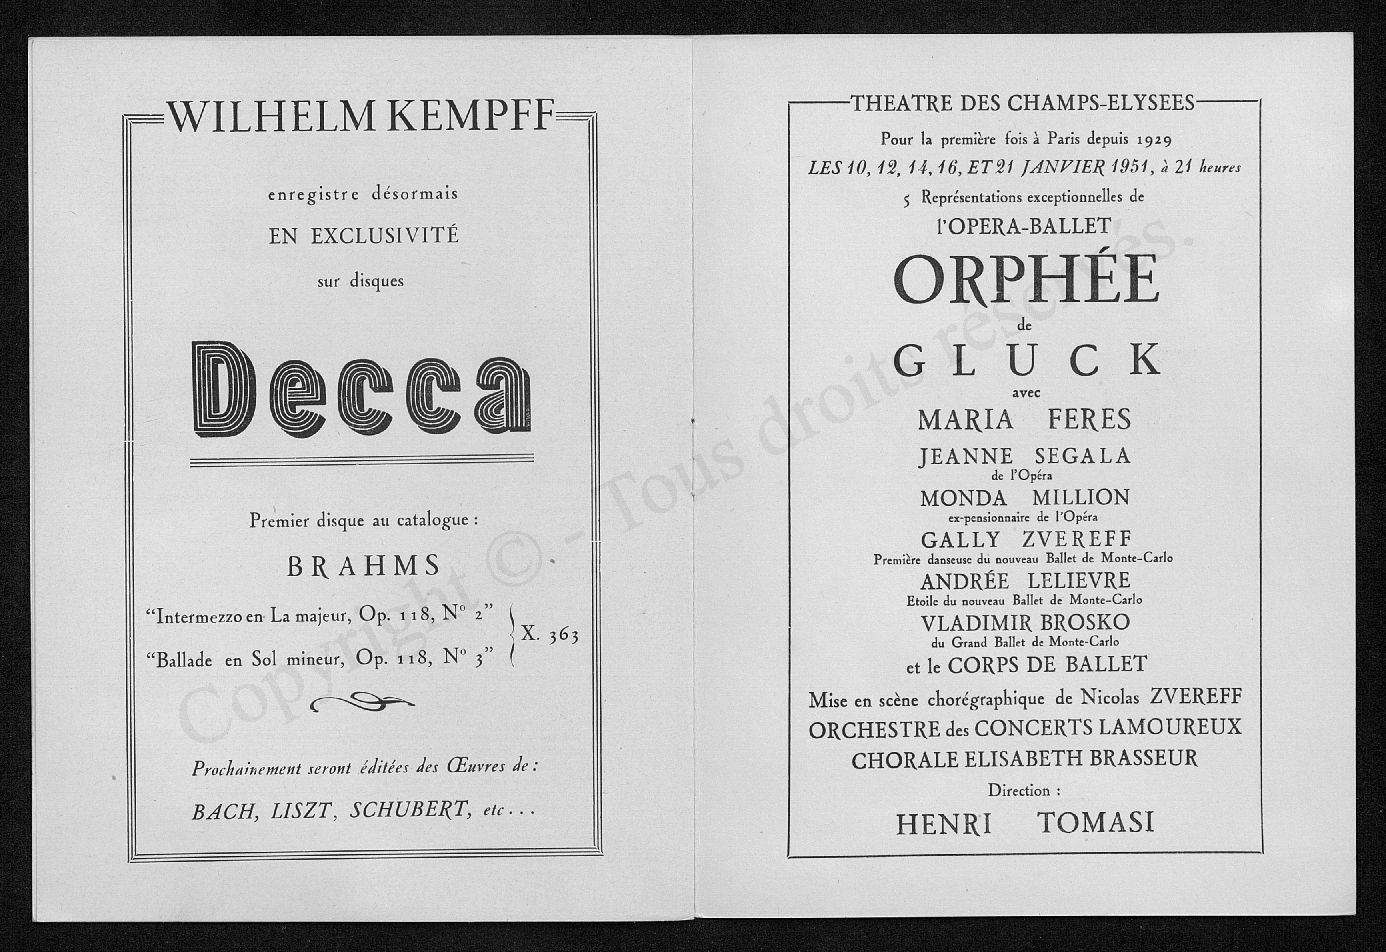 WILHELM KEMPFF
enregistre désormais
EN EXCLUSIVITÉ
sur disques
Decca
Premier disque au catalogue :
BRAHMS
“Intermezzo en La majeur, Op. 118, Nº 2”
“Ballade en Sol mineur, Op. 118, Nº 3”
X. 363
Prochainement seront éditées des Œuvres de :
BACH, LISZT, SCHUBERT, etc...
THEATRE DES CHAMPS-ELYSEES
Pour la première fois à Paris depuis 1929
LES 10, 12, 14, 16, ET 21 JANVIER 1951, à 21 heures
5 Représentations exceptionnelles de
l'OPERA-BALLET
ORPHÉE
de
GLUCK
avec
MARIA FERES
JEANNE SEGALA
de l'Opéra
MONDA MILLION
ex-pensionnaire de l'Opéra
GALLY ZVEREFF
Première danseuse du nouveau Ballet de Monte-Carlo
ANDRÉE LELIEVRE
Etoile du nouveau Ballet de Monte-Carlo
VLADIMIR BROSKO
du Grand Ballet de Monte-Carlo
et le CORPS DE BALLET
Mise en scène chorégraphique de Nicolas ZVEREFF
ORCHESTRE des CONCERTS LAMOUREUX
CHORALE ELISABETH BRASSEUR
Direction :
HENRI TOMASI
Copyright © - Tous droits réservés.